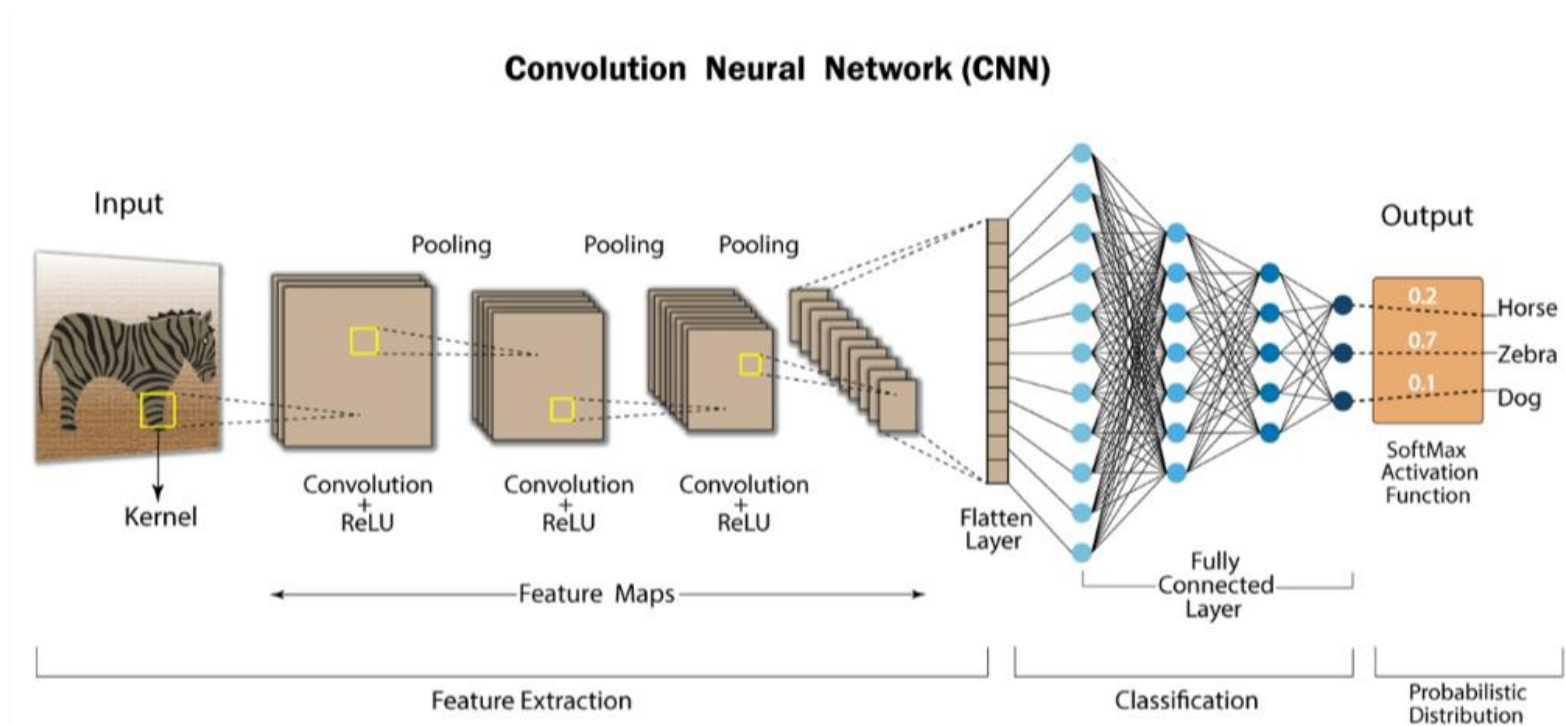 Convolution Neural Network (CNN)
Input
Pooling
Pooling
Pooling
Output
0.2
Horse
0.7
Zebra
0.1
Dog
Kernel
Convolution
+
ReLU
Convolution
+
ReLU
Convolution
+
ReLU
Flatten
Layer
SoftMax
Activation
Function
Feature Maps
Fully
Connected
Layer
Feature Extraction
Classification
Probabilistic
Distribution